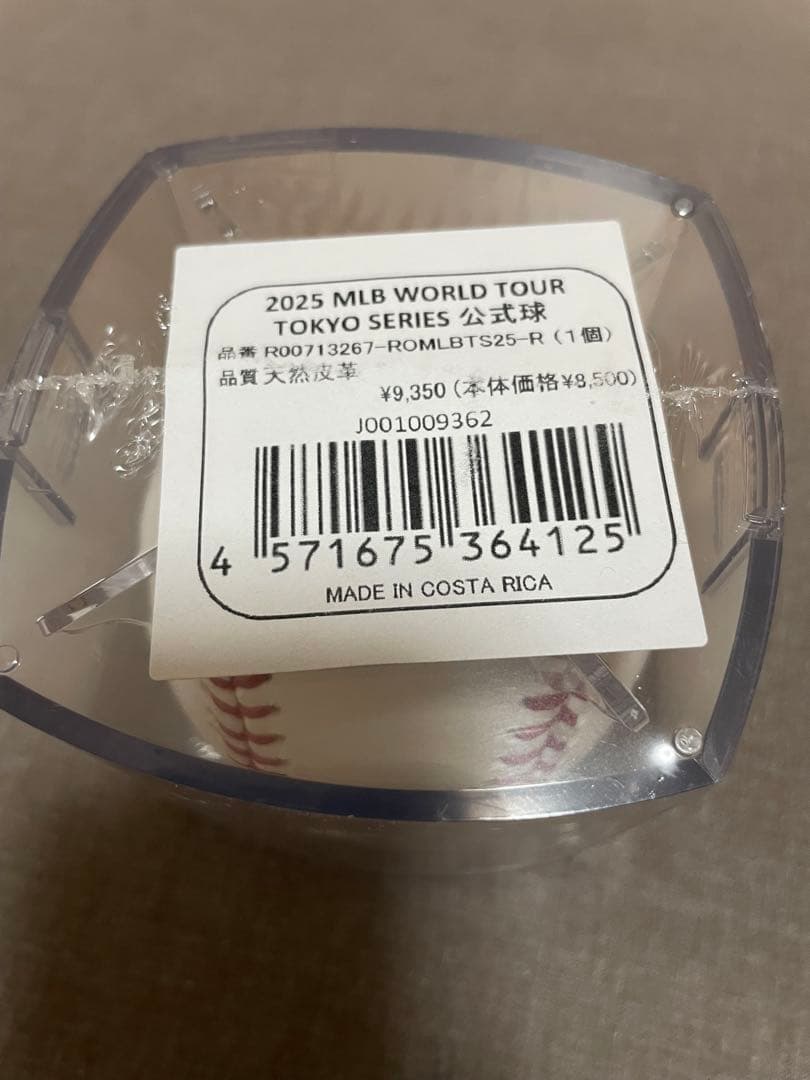 2025 MLB WORLD TOUR
TOKYO SERIES 公式球
品番 R00713267-ROMLBTS25-R（1個）
品質 天然皮革
¥9,350（本体価格¥8,500）
J001009362
4 571675 364125
MADE IN COSTA RICA